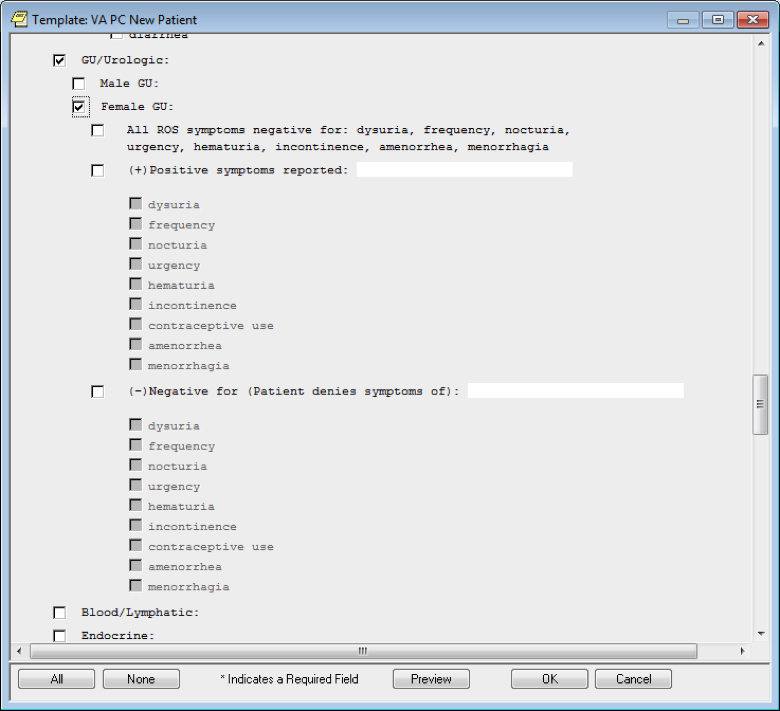 Template: VA PC New Patient
diarrhea
GU/Urologic:
Male GU:
Female GU:
All ROS symptoms negative for: dysuria, frequency, nocturia,
urgency, hematuria, incontinence, amenorrhea, menorrhagia
(+)Positive symptoms reported:
dysuria
frequency
nocturia
urgency
hematuria
incontinence
contraceptive use
amenorrhea
menorrhagia
(-)Negative for (Patient denies symptoms of):
dysuria
frequency
nocturia
urgency
hematuria
incontinence
contraceptive use
amenorrhea
menorrhagia
Blood/Lymphatic:
Endocrine:
All None * Indicates a Required Field Preview OK Cancel